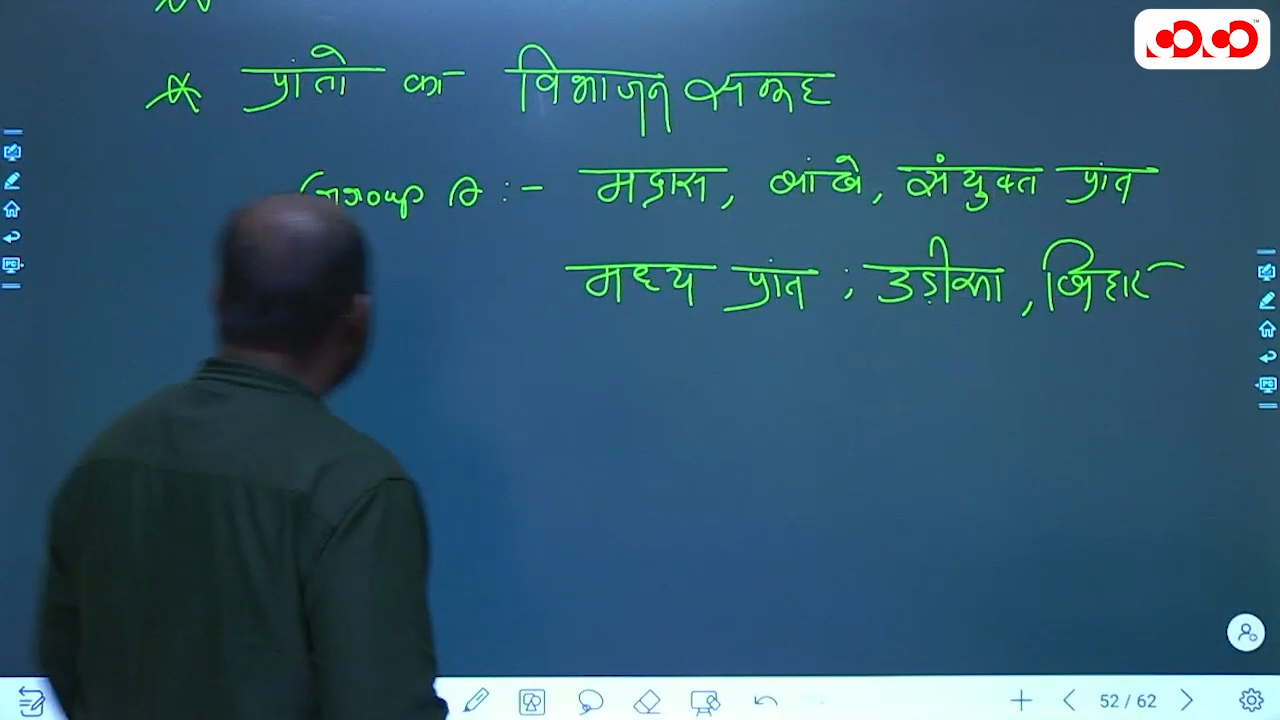 * प्रांतो का विभाजन समूह
Group A :- मद्रास, बांबे, संयुक्त प्रांत
मध्य प्रांत ; उड़ीसा, बिहार
52 / 62